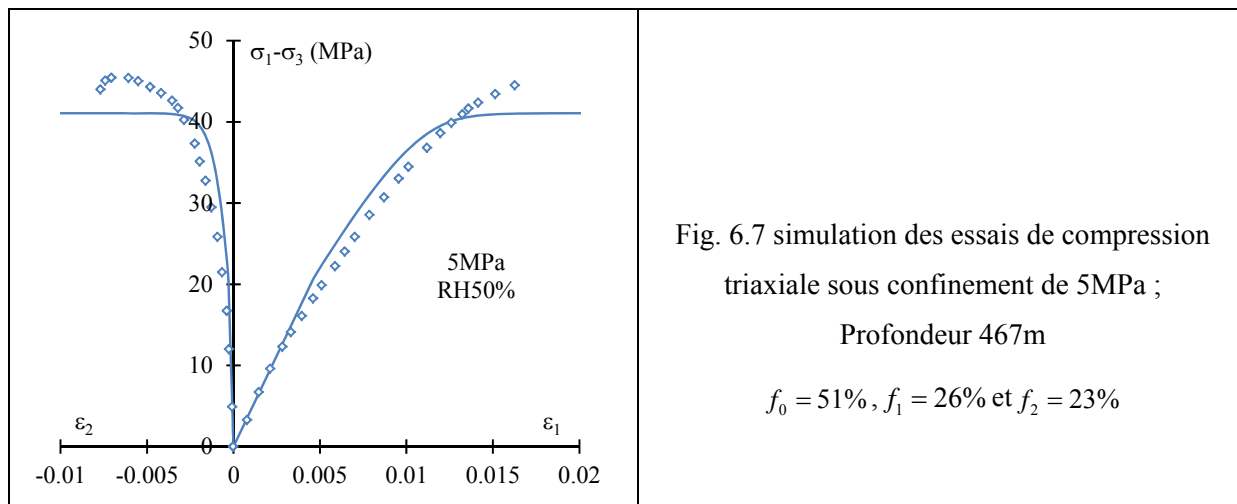 50
σ₁-σ₃ (MPa)
40
30
20
10
0
5MPa
RH50%
ε₂
ε₁
-0.01
-0.005
0
0.005
0.01
0.015
0.02
Fig. 6.7 simulation des essais de compression
triaxiale sous confinement de 5MPa ;
Profondeur 467m
f₀ = 51% , f₁ = 26% et f₂ = 23%